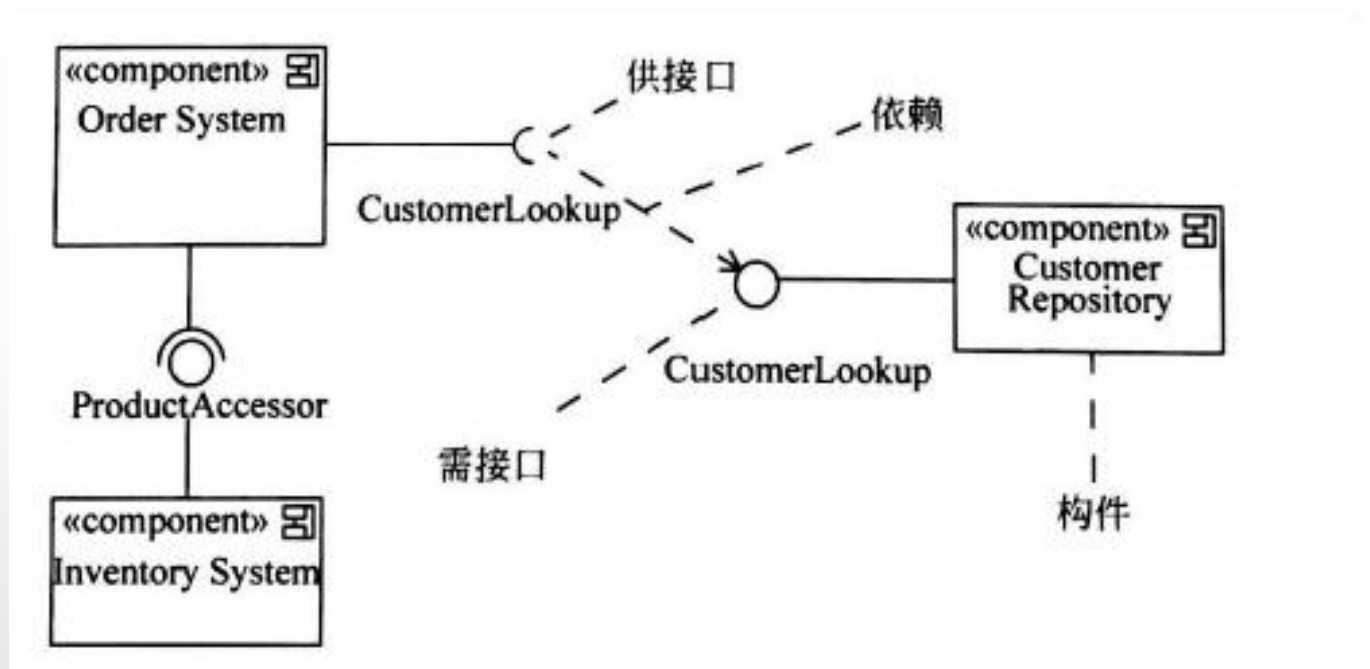 «component»
Order System
供接口
依赖
CustomerLookup
«component»
Customer
Repository
CustomerLookup
ProductAccessor
需接口
构件
«component»
Inventory System